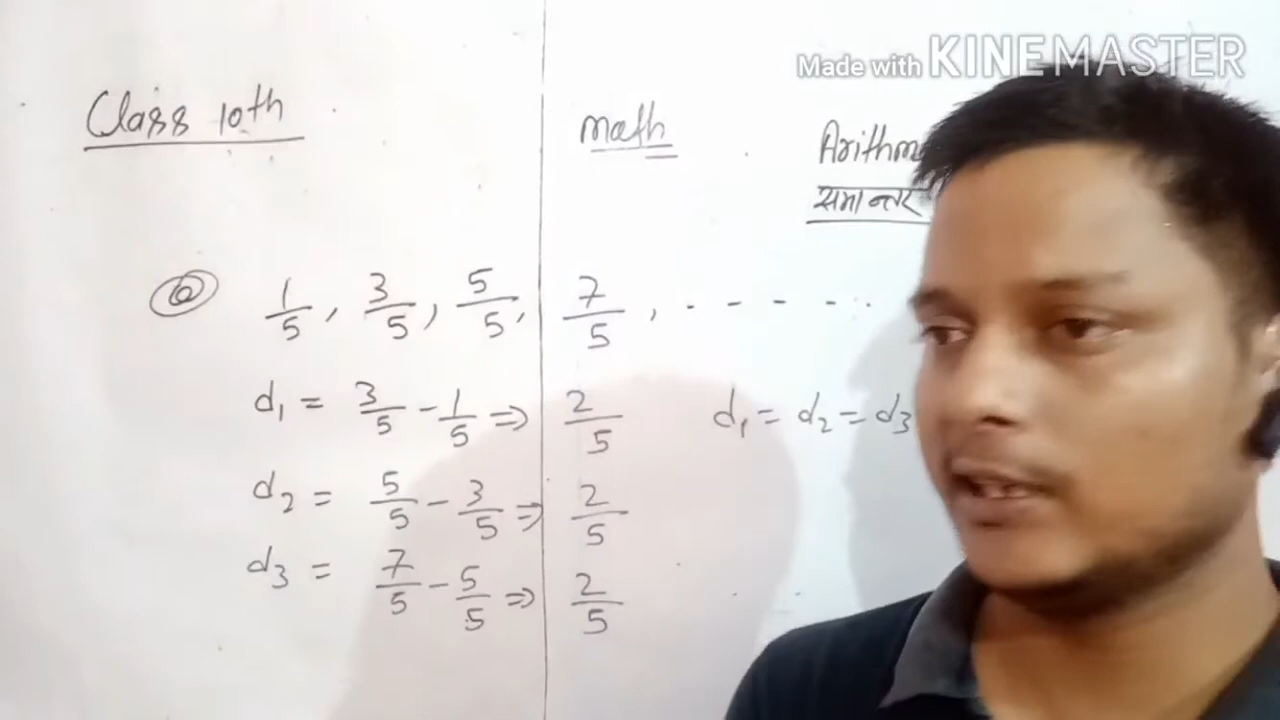 Made with KINEMASTER
Class 10th
math
समान्तर
@ 1/5, 3/5, 5/5, 7/5, - - - - - .
d₁ = 3/5 - 1/5 ⇒ 2/5
d₁ = d₂ = d₃
d₂ = 5/5 - 3/5 ⇒ 2/5
d₃ = 7/5 - 5/5 ⇒ 2/5